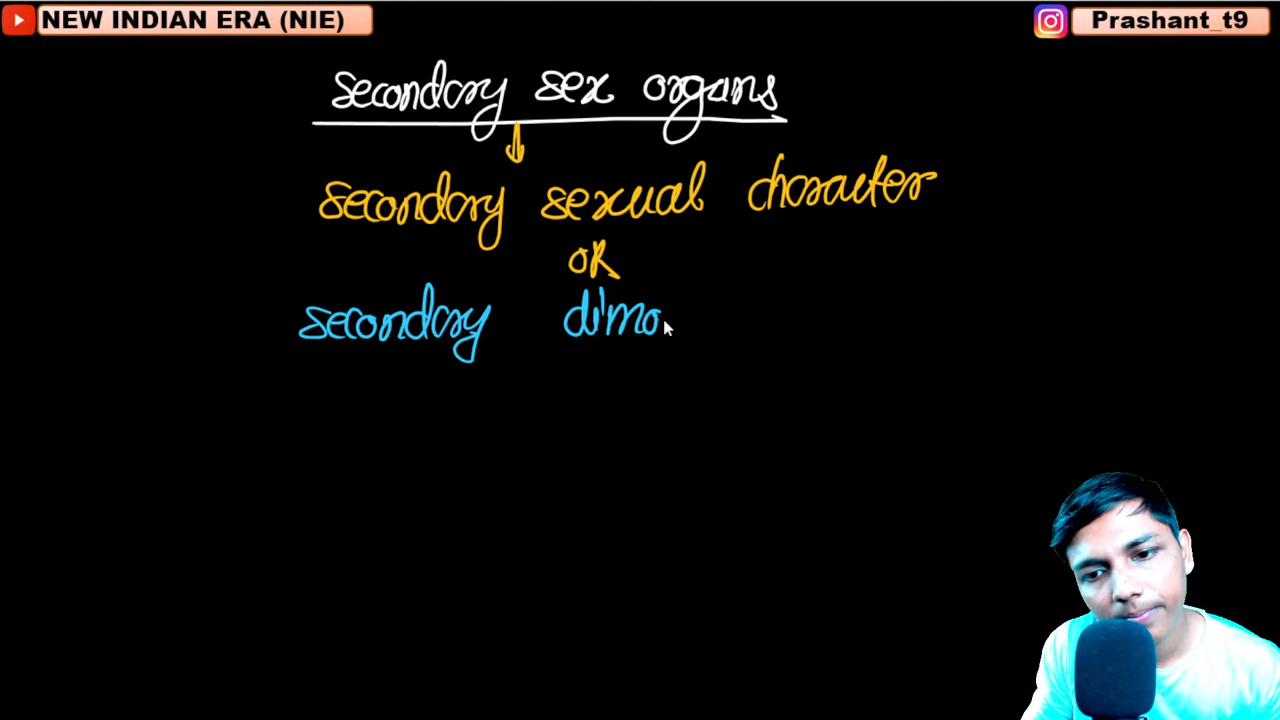 NEW INDIAN ERA (NIE)
Prashant_t9
secondary sex organs
secondary sexual character
OR
secondary dimo